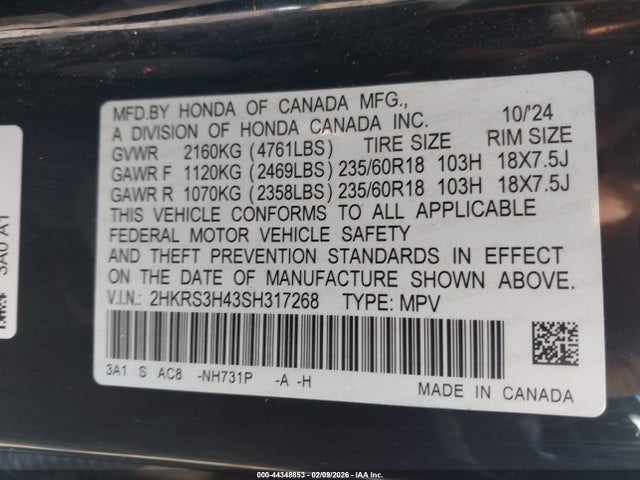 MFD.BY HONDA OF CANADA MFG., 10/'24
A DIVISION OF HONDA CANADA INC.
GVWR 2160KG (4761LBS) TIRE SIZE RIM SIZE
GAWR F 1120KG (2469LBS) 235/60R18 103H 18X7.5J
GAWR R 1070KG (2358LBS) 235/60R18 103H 18X7.5J
THIS VEHICLE CONFORMS TO ALL APPLICABLE
FEDERAL MOTOR VEHICLE SAFETY
AND THEFT PREVENTION STANDARDS IN EFFECT
ON THE DATE OF MANUFACTURE SHOWN ABOVE.
V.I.N.: 2HKRS3H43SH317268 TYPE: MPV
3A1 S AC8 -NH731P -A -H
MADE IN CANADA
3A0 A1
000-44348853 - 02/09/2026 - IAA Inc.